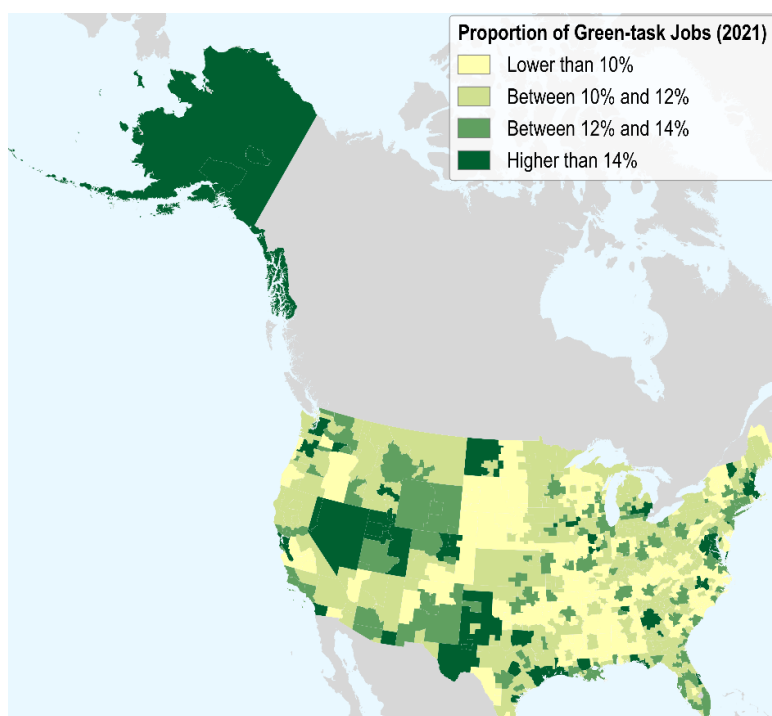 Proportion of Green-task Jobs (2021)
Lower than 10%
Between 10% and 12%
Between 12% and 14%
Higher than 14%